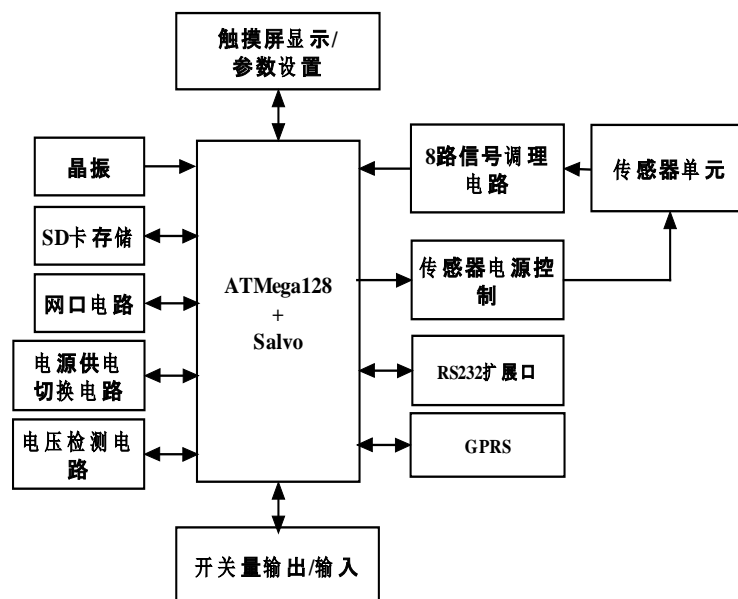 触摸屏显示/
参数设置
晶振
SD卡存储
网口电路
电源供电
切换电路
电压检测电
路
ATMega128
+
Salvo
8路信号调理
电路
传感器单元
传感器电源控
制
RS232扩展口
GPRS
开关量输出/输入